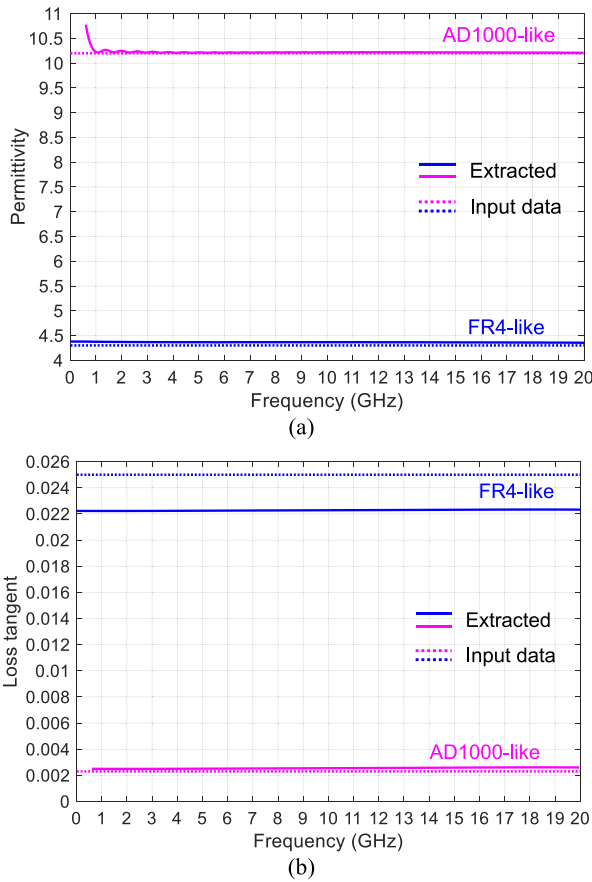 11
10.5
10
9.5
9
8.5
8
7.5
7
6.5
6
5.5
5
4.5
4
Permittivity
AD1000-like
Extracted
Input data
FR4-like
0 1 2 3 4 5 6 7 8 9 10 11 12 13 14 15 16 17 18 19 20
Frequency (GHz)
(a)
0.026
0.024
0.022
0.02
0.018
0.016
0.014
0.012
0.01
0.008
0.006
0.004
0.002
0
Loss tangent
FR4-like
Extracted
Input data
AD1000-like
0 1 2 3 4 5 6 7 8 9 10 11 12 13 14 15 16 17 18 19 20
Frequency (GHz)
(b)